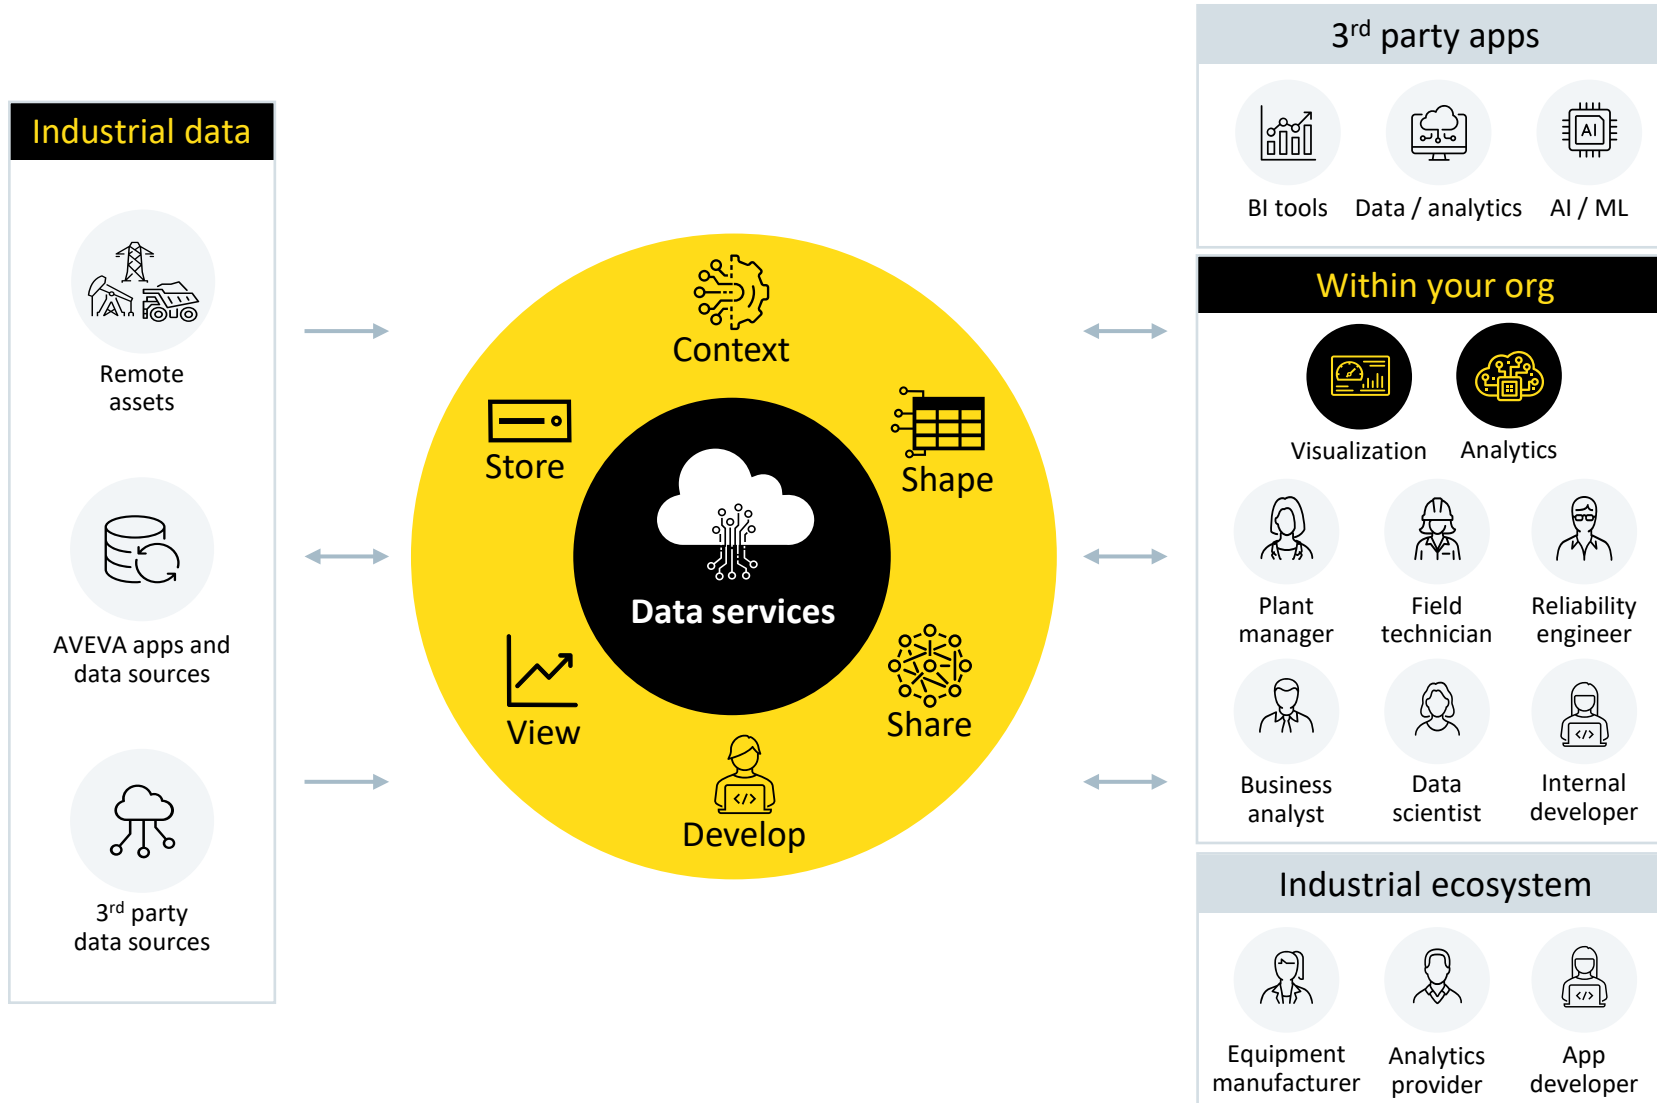 Industrial data
Remote
assets
AVEVA apps and
data sources
3rd party
data sources
Context
Store
Shape
Data services
View
Share
Develop
</>
3rd party apps
AI
BI tools
Data / analytics
AI / ML
Within your org
Visualization
Analytics
Plant
manager
Field
technician
Reliability
engineer
</>
Business
analyst
Data
scientist
Internal
developer
Industrial ecosystem
</>
Equipment
manufacturer
Analytics
provider
App
developer